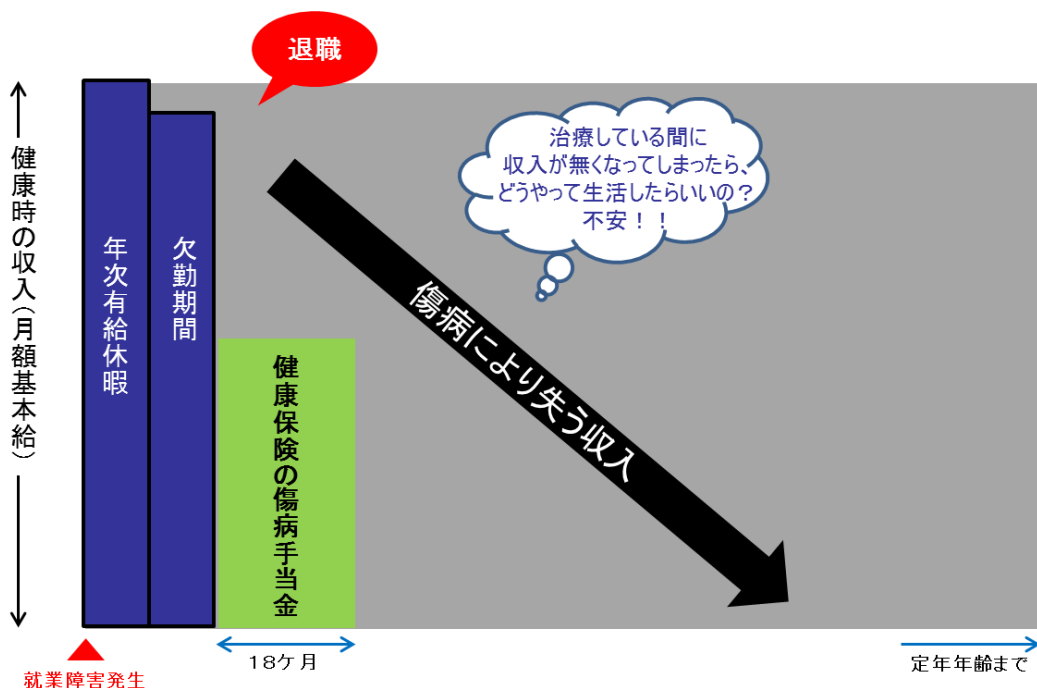 退職
治療している間に
収入が無くなってしまったら、
どうやって生活したらいいの？
不安！！
健康時の収入(月額基本給)
年次有給休暇
欠勤期間
健康保険の傷病手当金
傷病により失う収入
18ケ月
定年年齢まで
就業障害発生